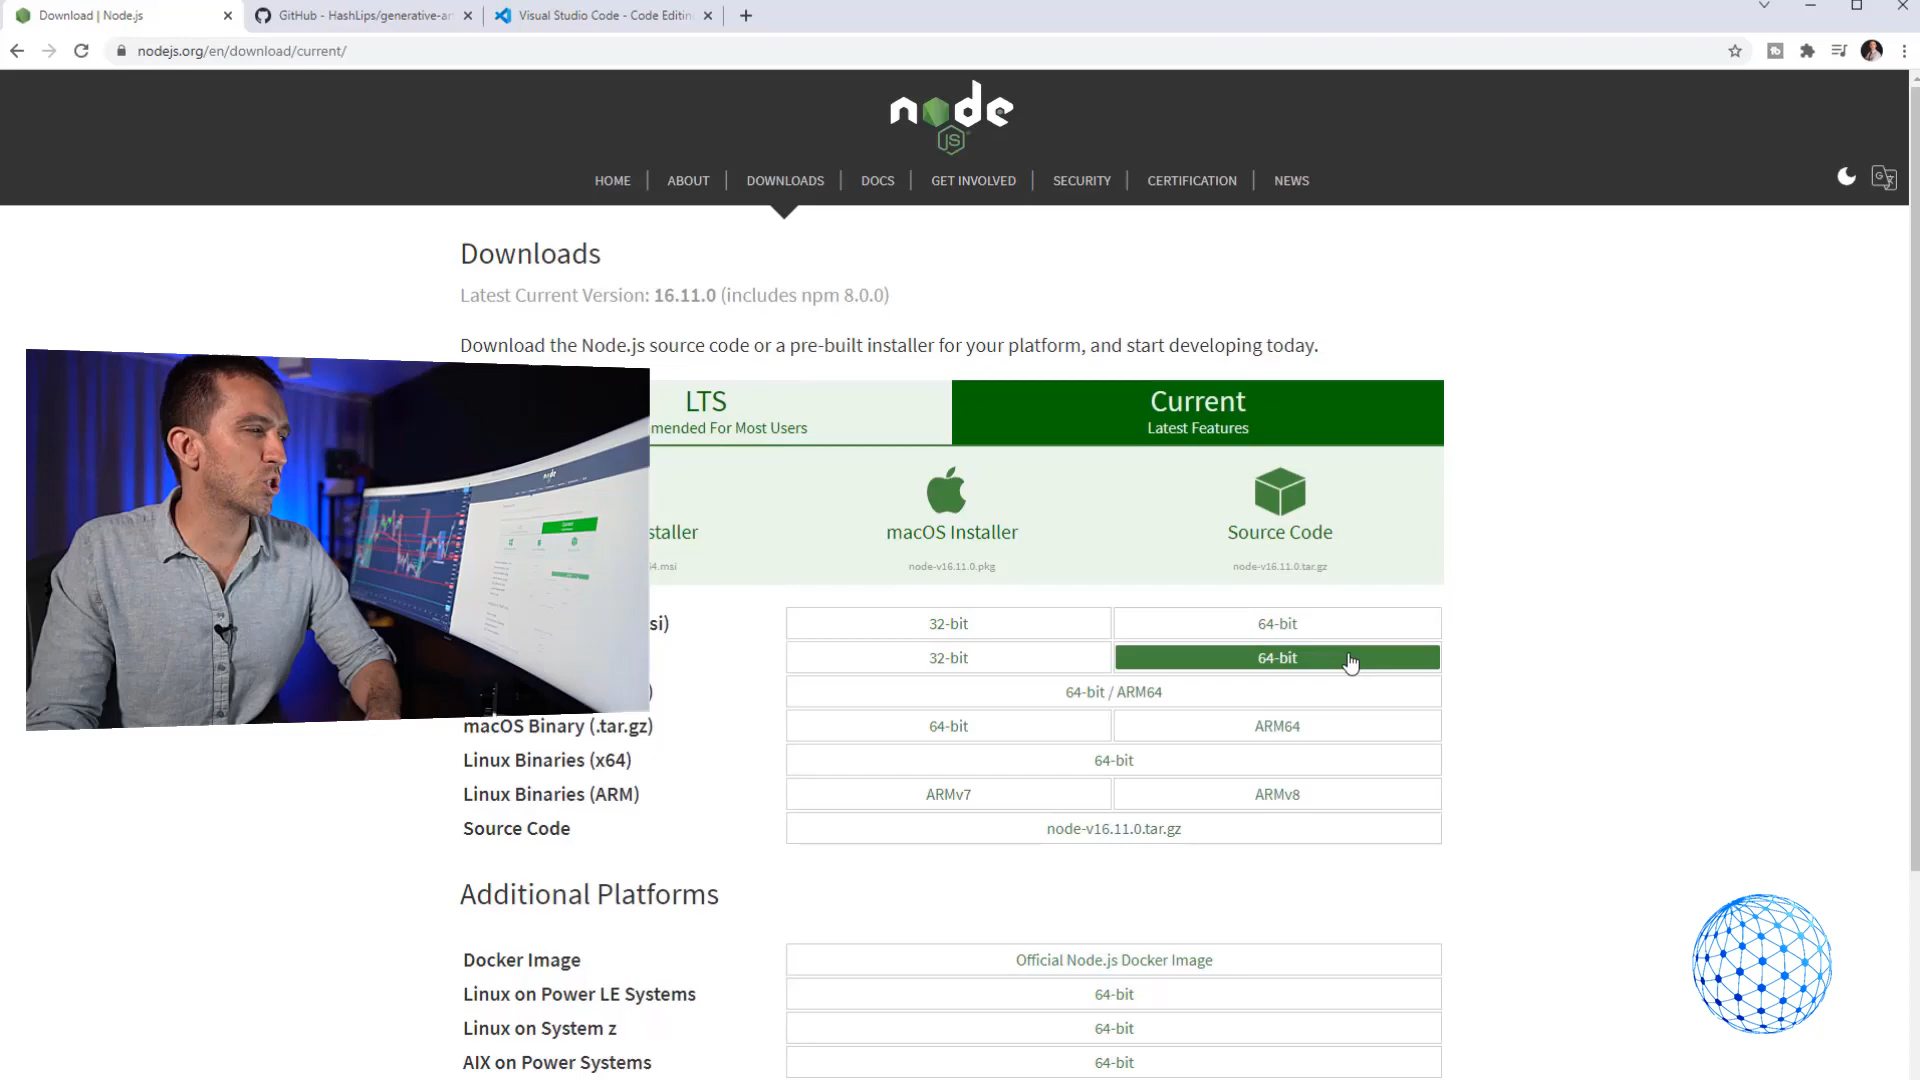 Download | Node.js
GitHub - HashLips/generative-ar
Visual Studio Code - Code Editin
nodejs.org/en/download/current/
node
JS
HOME
ABOUT
DOWNLOADS
DOCS
GET INVOLVED
SECURITY
CERTIFICATION
NEWS
Downloads
Latest Current Version: 16.11.0 (includes npm 8.0.0)
Download the Node.js source code or a pre-built installer for your platform, and start developing today.
LTS
mended For Most Users
Current
Latest Features
staller
macOS Installer
Source Code
4.msi
node-v16.11.0.pkg
node-v16.11.0.tar.gz
si) 32-bit 64-bit
32-bit 64-bit
) 64-bit / ARM64
macOS Binary (.tar.gz) 64-bit ARM64
Linux Binaries (x64) 64-bit
Linux Binaries (ARM) ARMv7 ARMv8
Source Code node-v16.11.0.tar.gz
Additional Platforms
Docker Image Official Node.js Docker Image
Linux on Power LE Systems 64-bit
Linux on System z 64-bit
AIX on Power Systems 64-bit